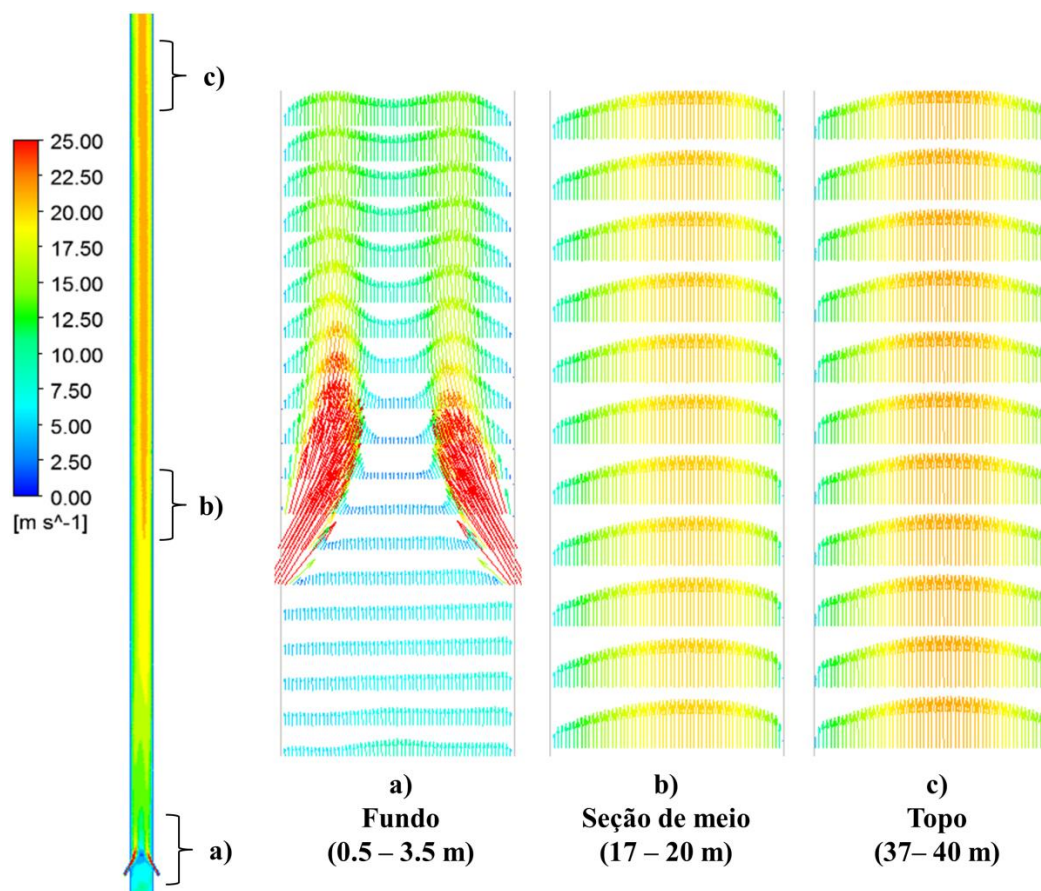 c)
25.00
22.50
20.00
17.50
15.00
12.50
10.00
7.50
5.00
2.50
0.00
[m s^-1]
b)
a)
a)
Fundo
(0.5 – 3.5 m)
b)
Seção de meio
(17– 20 m)
c)
Topo
(37– 40 m)